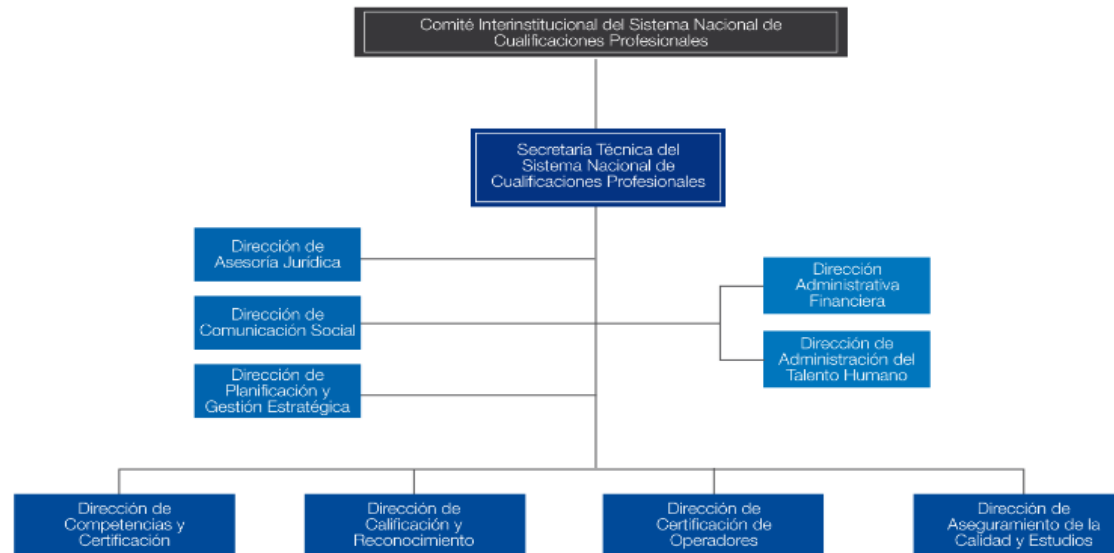 Comité Interinstitucional del Sistema Nacional de
Cualificaciones Profesionales
Secretaría Técnica del
Sistema Nacional de
Cualificaciones Profesionales
Dirección de
Asesoría Jurídica
Dirección de
Comunicación Social
Dirección de
Planificación y
Gestión Estratégica
Dirección
Administrativa
Financiera
Dirección de
Administración del
Talento Humano
Dirección de
Competencias y
Certificación
Dirección de
Calificación y
Reconocimiento
Dirección de
Certificación de
Operadores
Dirección de
Aseguramiento de la
Calidad y Estudios